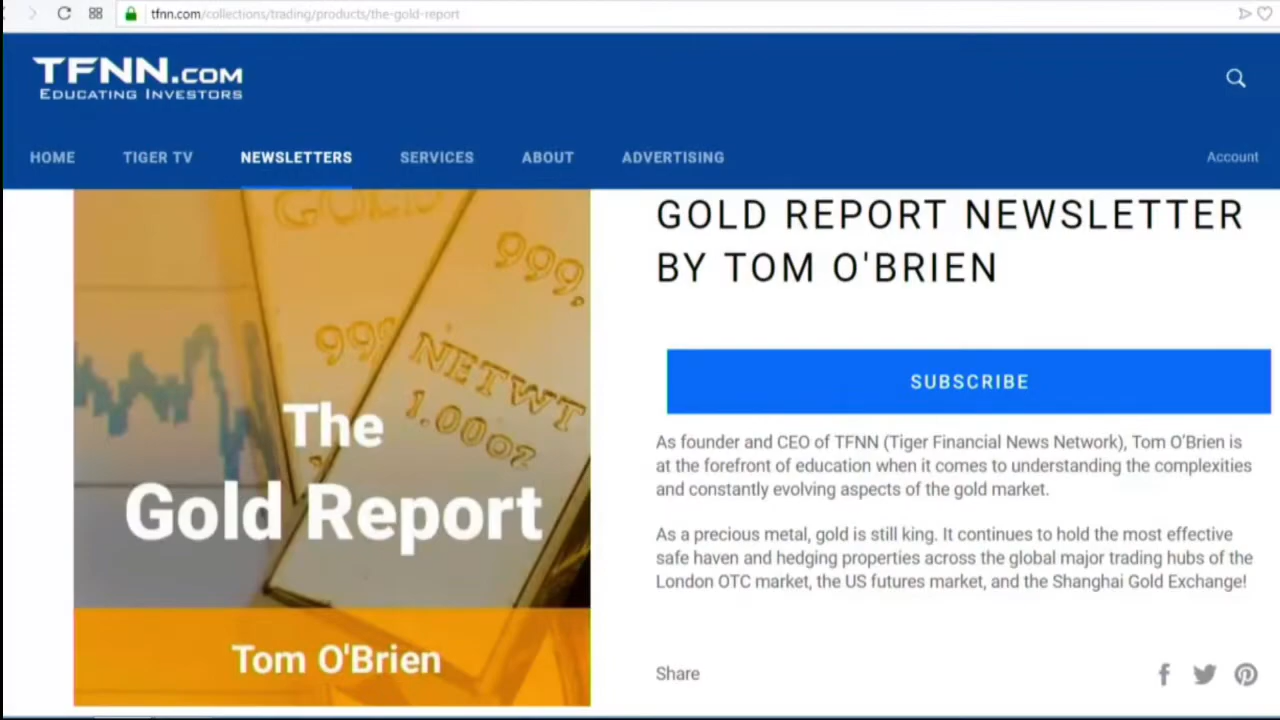 tfnn.com/collections/trading/products/the-gold-report
TFNN.COM
EDUCATING INVESTORS
HOME TIGER TV NEWSLETTERS SERVICES ABOUT ADVERTISING Account
GOLD
999.
999
NETWT
1.00oz
The
Gold Report
Tom O'Brien
GOLD REPORT NEWSLETTER
BY TOM O'BRIEN
SUBSCRIBE
As founder and CEO of TFNN (Tiger Financial News Network), Tom O'Brien is
at the forefront of education when it comes to understanding the complexities
and constantly evolving aspects of the gold market.
As a precious metal, gold is still king. It continues to hold the most effective
safe haven and hedging properties across the global major trading hubs of the
London OTC market, the US futures market, and the Shanghai Gold Exchange!
Share